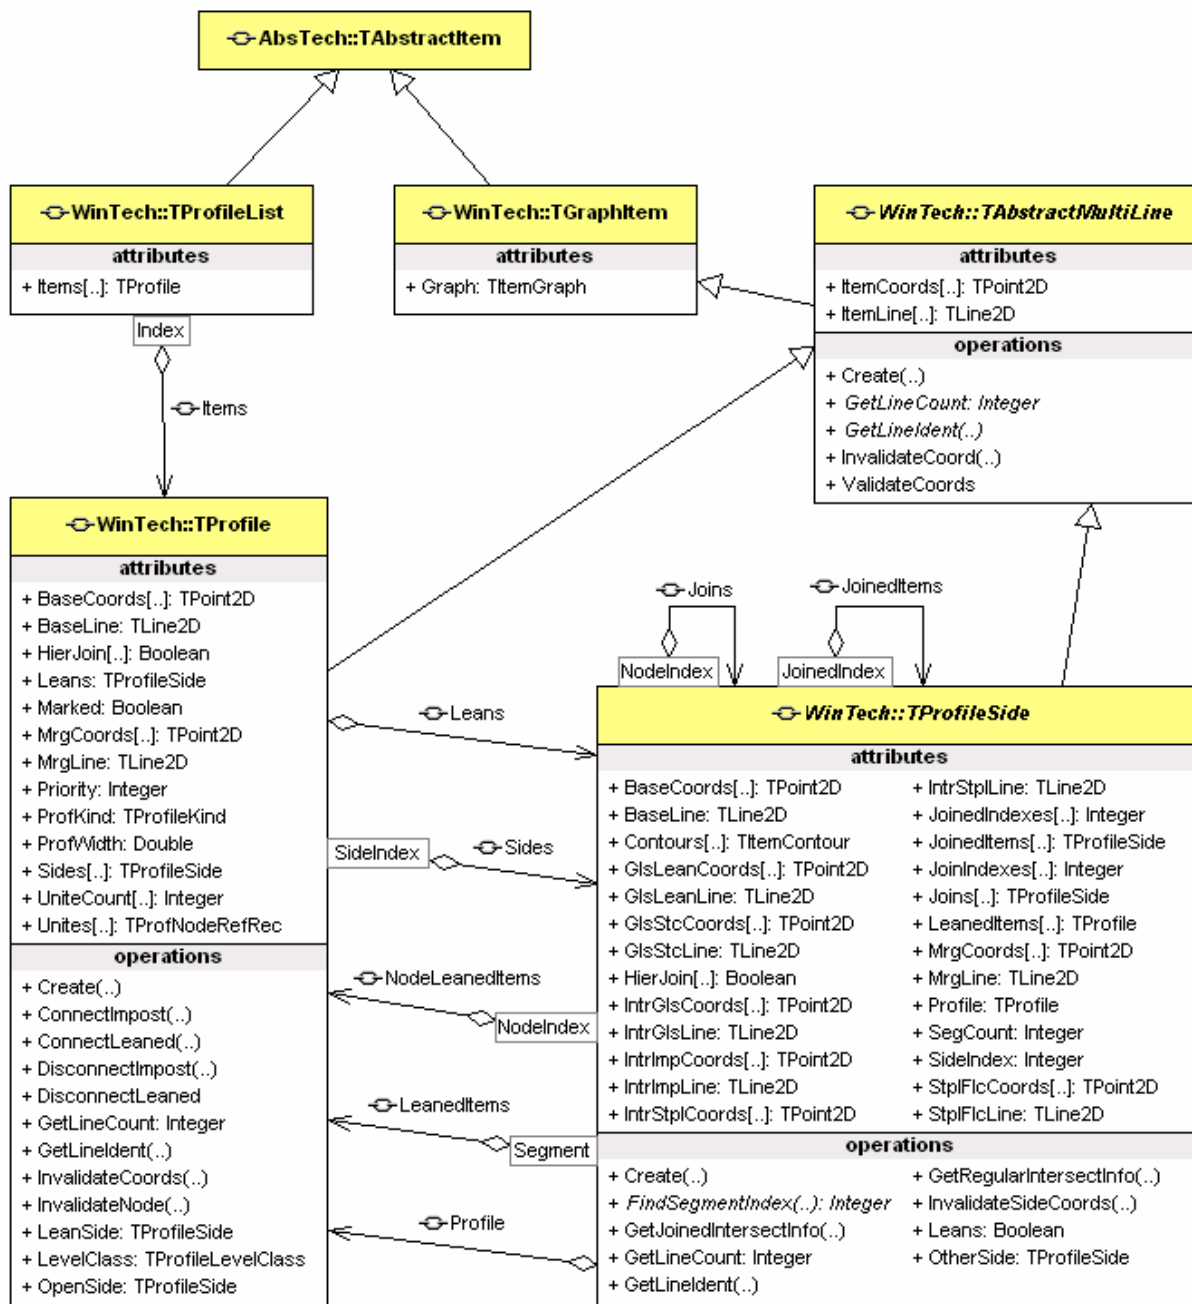 AbsTech::TAbstractItem
WinTech::TProfileList
attributes
+ Items[..]: TProfile
Index
Items
WinTech::TGraphItem
attributes
+ Graph: TItemGraph
WinTech::TAbstractMultiLine
attributes
+ ItemCoords[..]: TPoint2D
+ ItemLine[..]: TLine2D
operations
+ Create(..)
+ GetLineCount: Integer
+ GetLineIdent(..)
+ InvalidateCoord(..)
+ ValidateCoords
WinTech::TProfile
attributes
+ BaseCoords[..]: TPoint2D
+ BaseLine: TLine2D
+ HierJoin[..]: Boolean
+ Leans: TProfileSide
+ Marked: Boolean
+ MrgCoords[..]: TPoint2D
+ MrgLine: TLine2D
+ Priority: Integer
+ ProfKind: TProfileKind
+ ProfWidth: Double
+ Sides[..]: TProfileSide
+ UniteCount[..]: Integer
+ Unites[..]: TProfNodeRefRec
operations
+ Create(..)
+ ConnectImpost(..)
+ ConnectLeaned(..)
+ DisconnectImpost(..)
+ DisconnectLeaned
+ GetLineCount: Integer
+ GetLineIdent(..)
+ InvalidateCoords(..)
+ InvalidateNode(..)
+ LeanSide: TProfileSide
+ LevelClass: TProfileLevelClass
+ OpenSide: TProfileSide
Joins
JoinedItems
NodeIndex
JoinedIndex
Leans
SideIndex
Sides
NodeLeanedItems
NodeIndex
LeanedItems
Segment
Profile
WinTech::TProfileSide
attributes
+ BaseCoords[..]: TPoint2D
+ BaseLine: TLine2D
+ Contours[..]: TItemContour
+ GlsLeanCoords[..]: TPoint2D
+ GlsLeanLine: TLine2D
+ GlsStcCoords[..]: TPoint2D
+ GlsStcLine: TLine2D
+ HierJoin[..]: Boolean
+ IntrGlsCoords[..]: TPoint2D
+ IntrGlsLine: TLine2D
+ IntrImpCoords[..]: TPoint2D
+ IntrImpLine: TLine2D
+ IntrStplCoords[..]: TPoint2D
+ IntrStplLine: TLine2D
+ JoinedIndexes[..]: Integer
+ JoinedItems[..]: TProfileSide
+ JoinIndexes[..]: Integer
+ Joins[..]: TProfileSide
+ LeanedItems[..]: TProfile
+ MrgCoords[..]: TPoint2D
+ MrgLine: TLine2D
+ Profile: TProfile
+ SegCount: Integer
+ SideIndex: Integer
+ StplFlcCoords[..]: TPoint2D
+ StplFlcLine: TLine2D
operations
+ Create(..)
+ FindSegmentIndex(..): Integer
+ GetJoinedIntersectInfo(..)
+ GetLineCount: Integer
+ GetLineIdent(..)
+ GetRegularIntersectInfo(..)
+ InvalidateSideCoords(..)
+ Leans: Boolean
+ OtherSide: TProfileSide